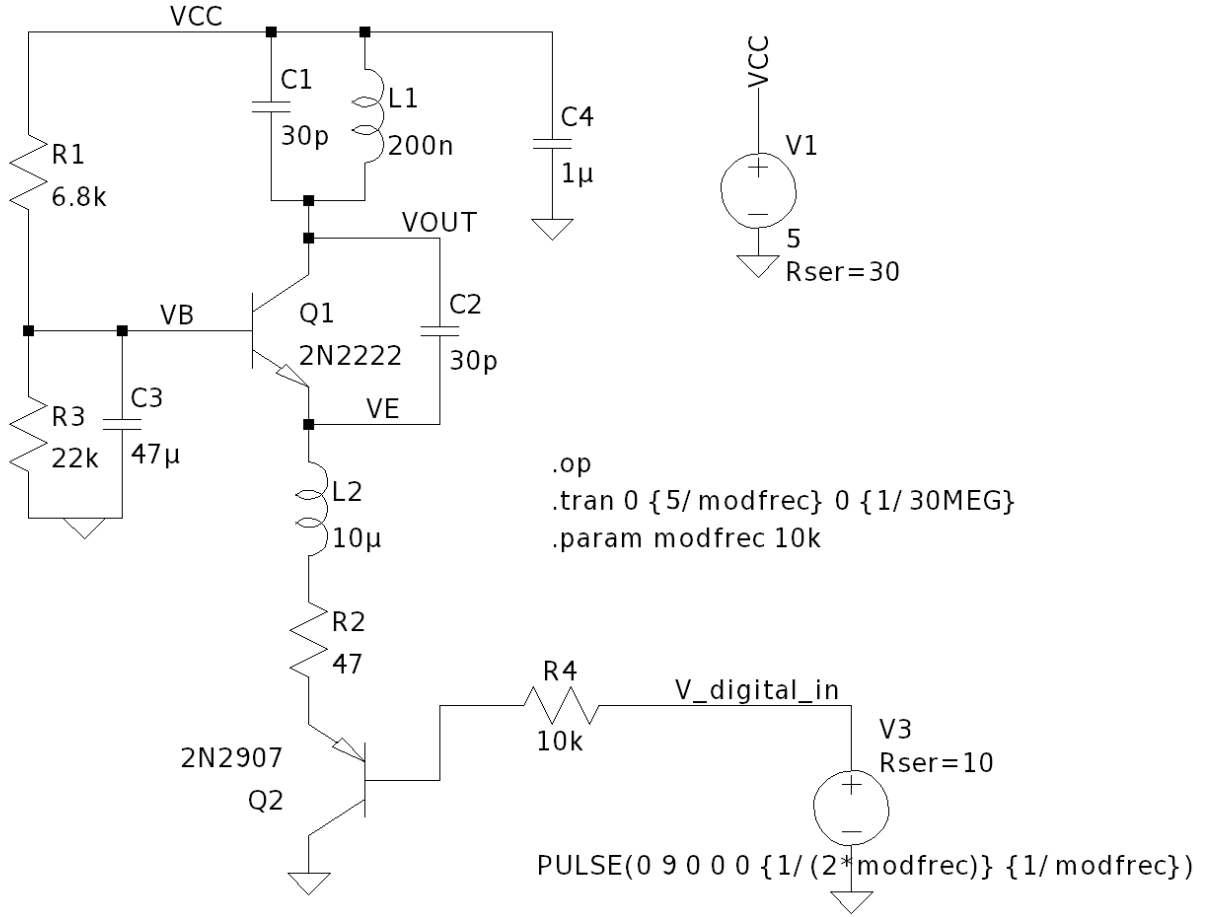 VCC
C1
30p
L1
200n
C4
1µ
R1
6.8k
VCC
V1
5
Rser=30
VOUT
VB
Q1
2N2222
C2
30p
R3
22k
C3
47µ
VE
L2
10µ
.op
.tran 0 {5/modfrec} 0 {1/30MEG}
.param modfrec 10k
R2
47
R4
10k
V_digital_in
2N2907
Q2
V3
Rser=10
PULSE(0 9 0 0 0 {1/(2*modfrec)} {1/modfrec})